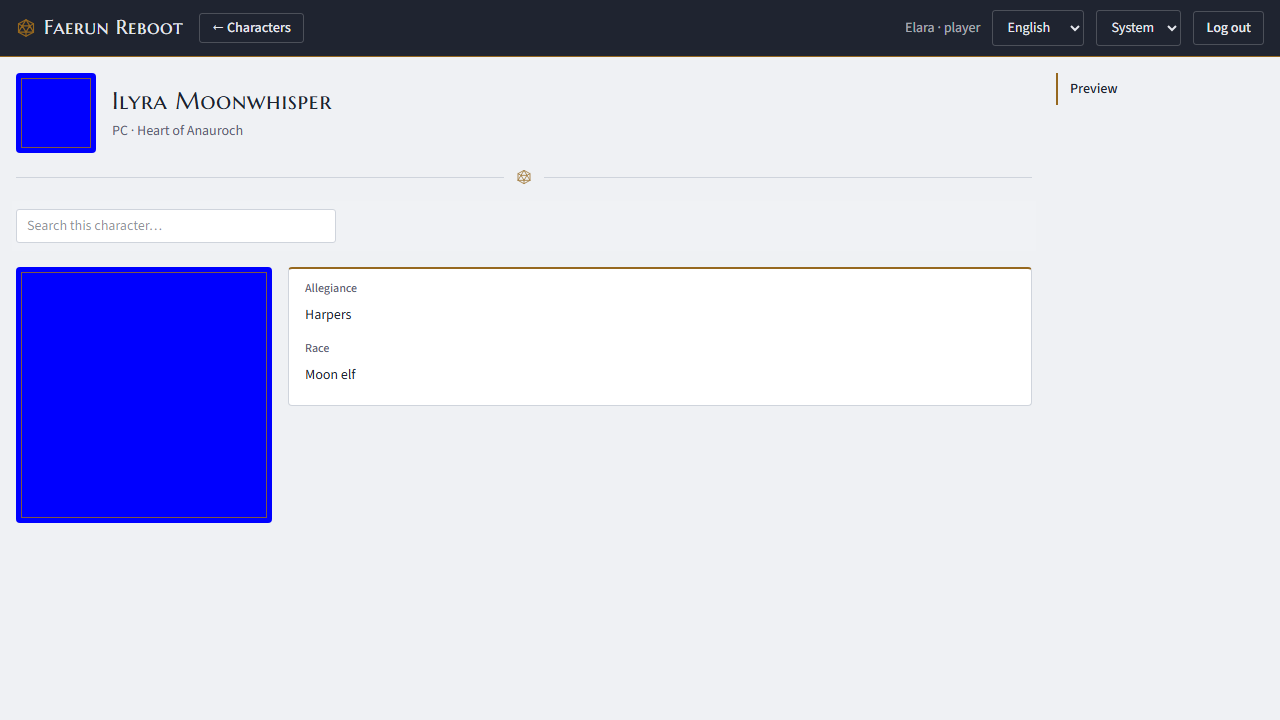 Faerun Reboot
← Characters
Elara · player
English
System
Log out
Ilyra Moonwhisper
PC · Heart of Anauroch
Preview
Search this character…
Allegiance
Harpers
Race
Moon elf